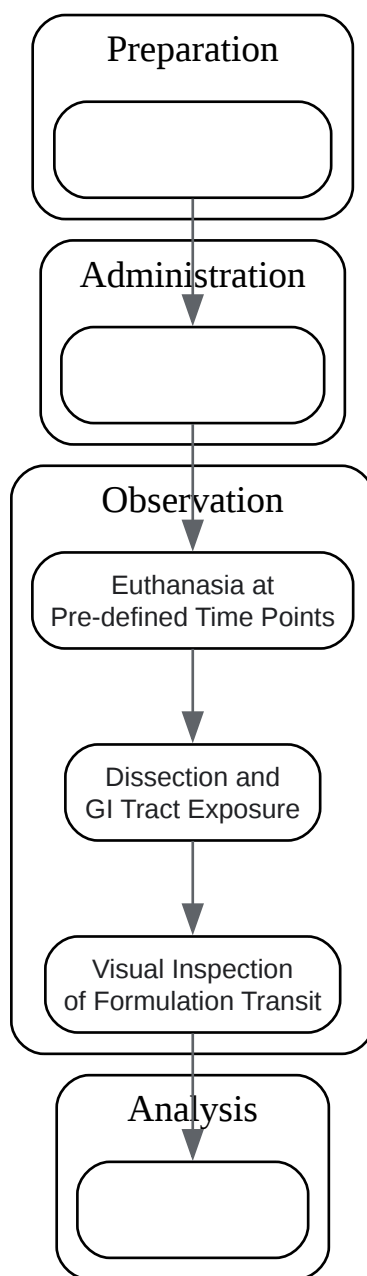 Preparation
Administration
Observation
Euthanasia at
Pre-defined Time Points
Dissection and
GI Tract Exposure
Visual Inspection
of Formulation Transit
Analysis